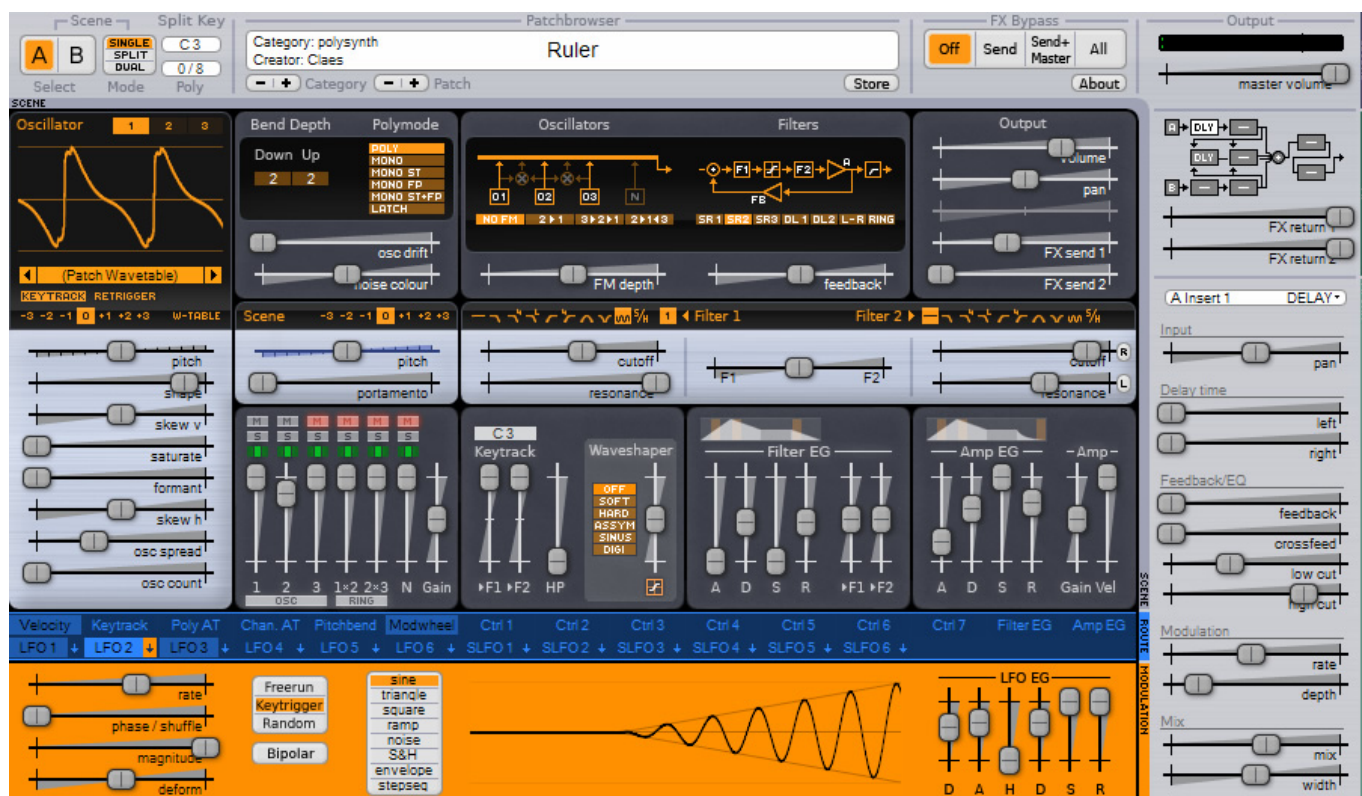 Scene Split Key Patchbrowser FX Bypass Output
A B SINGLE SPLIT DUAL C 3 0/8
Category: polysynth
Creator: Claes
Ruler
Off Send Send+ Master All
Select Mode Poly - + Category - + Patch Store About master volume
SCENE
Oscillator 1 2 3
(Patch Wavetable)
KEYTRACK RETRIGGER
-3 -2 -1 0 +1 +2 +3 W-TABLE
pitch
shape
skew v
saturate
formant
skew h
osc spread
osc count
Bend Depth Polymode
Down Up
2 2
POLY
MONO
MONO ST
MONO FP
MONO ST+FP
LATCH
osc drift
noise colour
Scene -3 -2 -1 0 +1 +2 +3
pitch
portamento
Oscillators Filters
O1 O2 O3 N
F1 F2 A
FB
NO FM 2▸1 3▸2▸1 2▸1◂3
SR1 SR2 SR3 DL 1 DL2 L-R RING
FM depth feedback
S/H 1 Filter 1 Filter 2 S/H
cutoff
resonance
F1 F2
cutoff R
resonance L
Output
volume
pan
FX send 1
FX send 2
M M M M M M
S S S S S S
1 2 3 1×2 2×3 N Gain
OSC RING
C 3
Keytrack
▸F1 ▸F2 HP
Waveshaper
OFF
SOFT
HARD
ASSYM
SINUS
DIGI
Filter EG
A D S R ▸F1 ▸F2
Amp EG Amp
A D S R Gain Vel
SCENE
ROUTE
MODULATION
Velocity Keytrack Poly AT Chan. AT Pitchbend Modwheel Ctrl 1 Ctrl 2 Ctrl 3 Ctrl 4 Ctrl 5 Ctrl 6 Ctrl 7 Filter EG Amp EG
LFO 1 LFO 2 LFO 3 LFO 4 LFO 5 LFO 6 SLFO 1 SLFO 2 SLFO 3 SLFO 4 SLFO 5 SLFO 6
rate
phase / shuffle
magnitude
deform
Freerun
Keytrigger
Random
Bipolar
sine
triangle
square
ramp
noise
S&H
envelope
stepseq
LFO EG
D A H D S R
A DLY
DLY
B
FX return 1
FX return 2
A Insert 1 DELAY
Input
pan
Delay time
left
right
Feedback/EQ
feedback
crossfeed
low cut
high cut
Modulation
rate
depth
Mix
mix
width